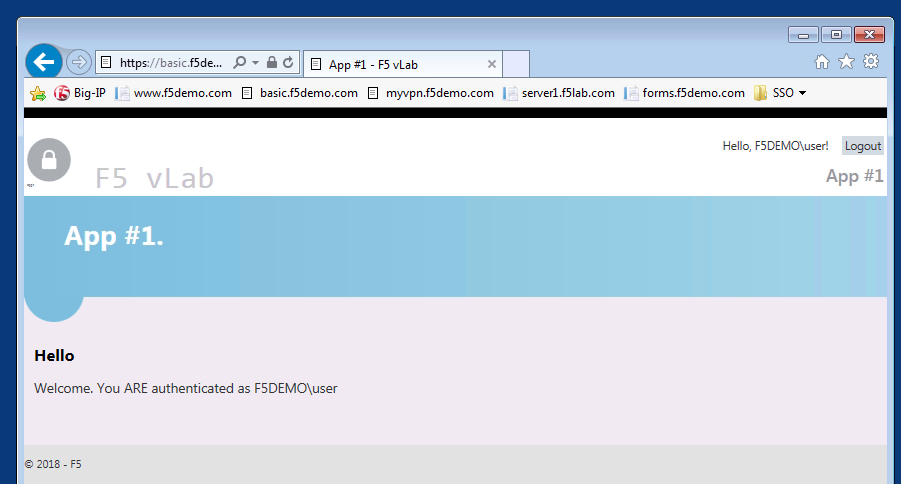 https://basic.f5de...
App #1 - F5 vLab
Big-IP www.f5demo.com basic.f5demo.com myvpn.f5demo.com server1.f5lab.com forms.f5demo.com SSO
Hello, F5DEMO\user! Logout
F5 vLab
App #1
App #1.
Hello
Welcome. You ARE authenticated as F5DEMO\user
© 2018 - F5